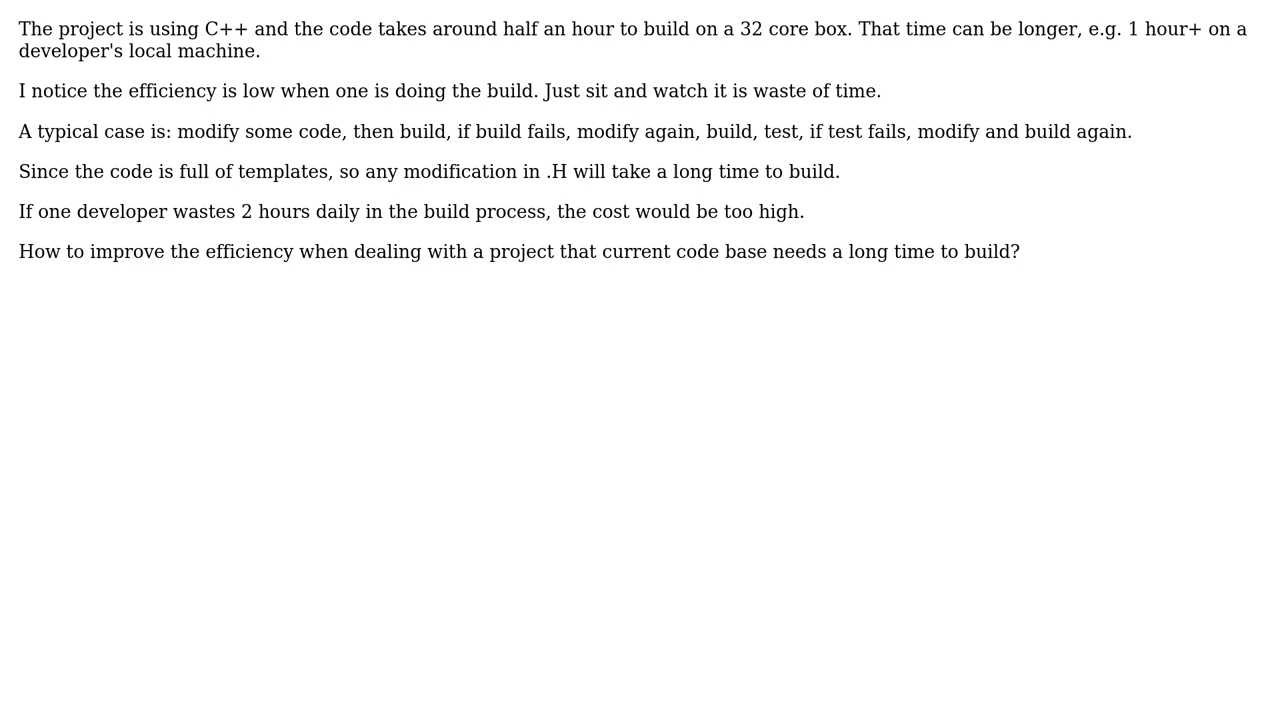 The project is using C++ and the code takes around half an hour to build on a 32 core box. That time can be longer, e.g. 1 hour+ on a
developer's local machine.
I notice the efficiency is low when one is doing the build. Just sit and watch it is waste of time.
A typical case is: modify some code, then build, if build fails, modify again, build, test, if test fails, modify and build again.
Since the code is full of templates, so any modification in .H will take a long time to build.
If one developer wastes 2 hours daily in the build process, the cost would be too high.
How to improve the efficiency when dealing with a project that current code base needs a long time to build?